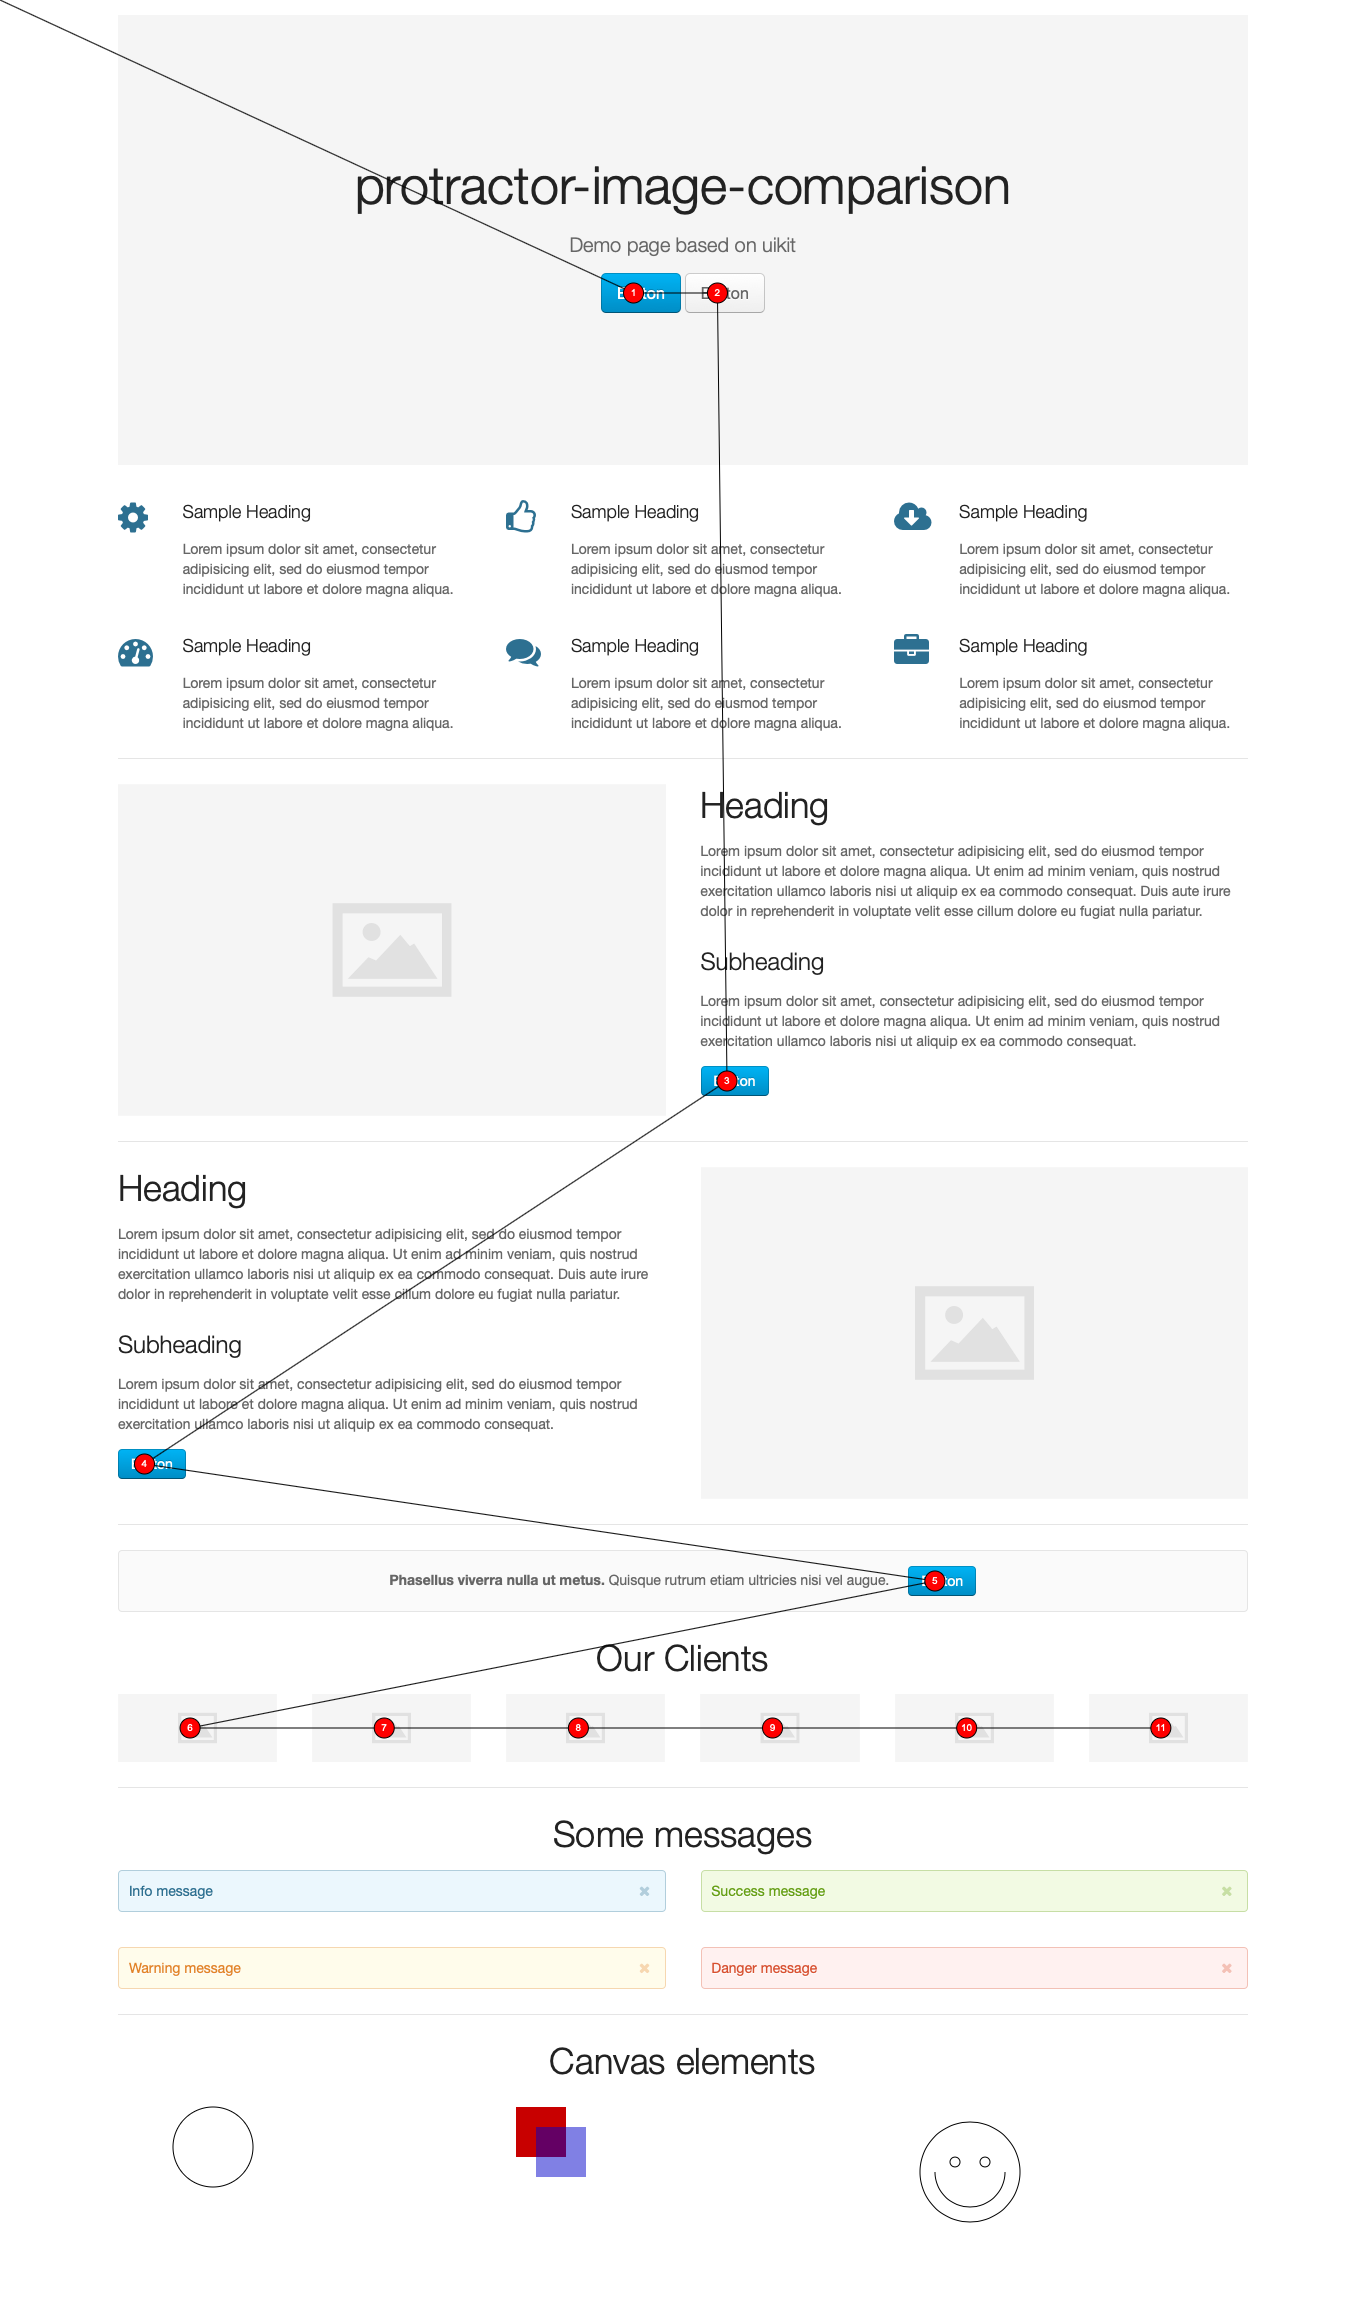 protractor-image-comparison
Demo page based on uikit
1
2
Sample Heading
Lorem ipsum dolor sit amet, consectetur
adipisicing elit, sed do eiusmod tempor
incididunt ut labore et dolore magna aliqua.
Sample Heading
Lorem ipsum dolor sit amet, consectetur
adipisicing elit, sed do eiusmod tempor
incididunt ut labore et dolore magna aliqua.
Sample Heading
Lorem ipsum dolor sit amet, consectetur
adipisicing elit, sed do eiusmod tempor
incididunt ut labore et dolore magna aliqua.
Sample Heading
Lorem ipsum dolor sit amet, consectetur
adipisicing elit, sed do eiusmod tempor
incididunt ut labore et dolore magna aliqua.
Sample Heading
Lorem ipsum dolor sit amet, consectetur
adipisicing elit, sed do eiusmod tempor
incididunt ut labore et dolore magna aliqua.
Sample Heading
Lorem ipsum dolor sit amet, consectetur
adipisicing elit, sed do eiusmod tempor
incididunt ut labore et dolore magna aliqua.
Heading
Lorem ipsum dolor sit amet, consectetur adipisicing elit, sed do eiusmod tempor
incididunt ut labore et dolore magna aliqua. Ut enim ad minim veniam, quis nostrud
exercitation ullamco laboris nisi ut aliquip ex ea commodo consequat. Duis aute irure
dolor in reprehenderit in voluptate velit esse cillum dolore eu fugiat nulla pariatur.
Subheading
Lorem ipsum dolor sit amet, consectetur adipisicing elit, sed do eiusmod tempor
incididunt ut labore et dolore magna aliqua. Ut enim ad minim veniam, quis nostrud
exercitation ullamco laboris nisi ut aliquip ex ea commodo consequat.
3
Heading
Lorem ipsum dolor sit amet, consectetur adipisicing elit, sed do eiusmod tempor
incididunt ut labore et dolore magna aliqua. Ut enim ad minim veniam, quis nostrud
exercitation ullamco laboris nisi ut aliquip ex ea commodo consequat. Duis aute irure
dolor in reprehenderit in voluptate velit esse cillum dolore eu fugiat nulla pariatur.
Subheading
Lorem ipsum dolor sit amet, consectetur adipisicing elit, sed do eiusmod tempor
incididunt ut labore et dolore magna aliqua. Ut enim ad minim veniam, quis nostrud
exercitation ullamco laboris nisi ut aliquip ex ea commodo consequat.
4
Phasellus viverra nulla ut metus. Quisque rutrum etiam ultricies nisi vel augue.
5
Our Clients
6
7
8
9
10
11
Some messages
Info message
Success message
Warning message
Danger message
Canvas elements